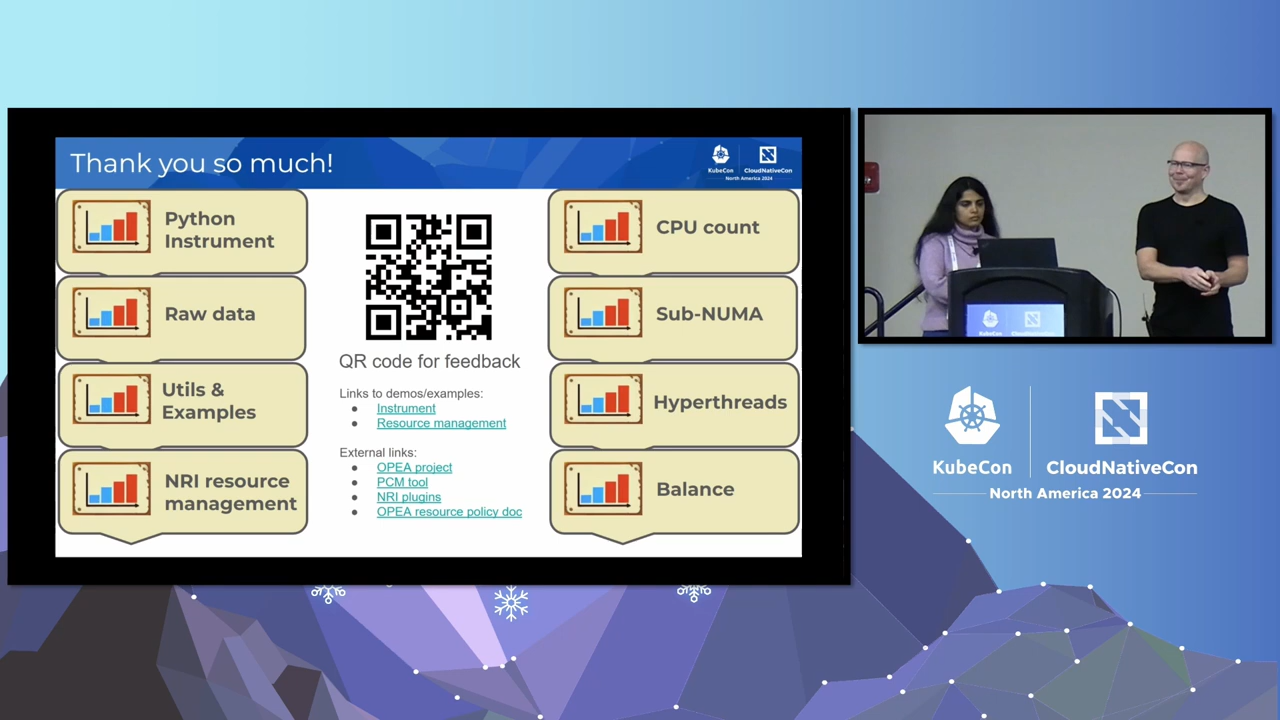 Thank you so much!
KubeCon
CloudNativeCon
North America 2024
Python
Instrument
Raw data
Utils &
Examples
NRI resource
management
QR code for feedback
Links to demos/examples:
● Instrument
● Resource management
External links:
● OPEA project
● PCM tool
● NRI plugins
● OPEA resource policy doc
CPU count
Sub-NUMA
Hyperthreads
Balance
KubeCon
CloudNativeCon
KubeCon
CloudNativeCon
North America 2024